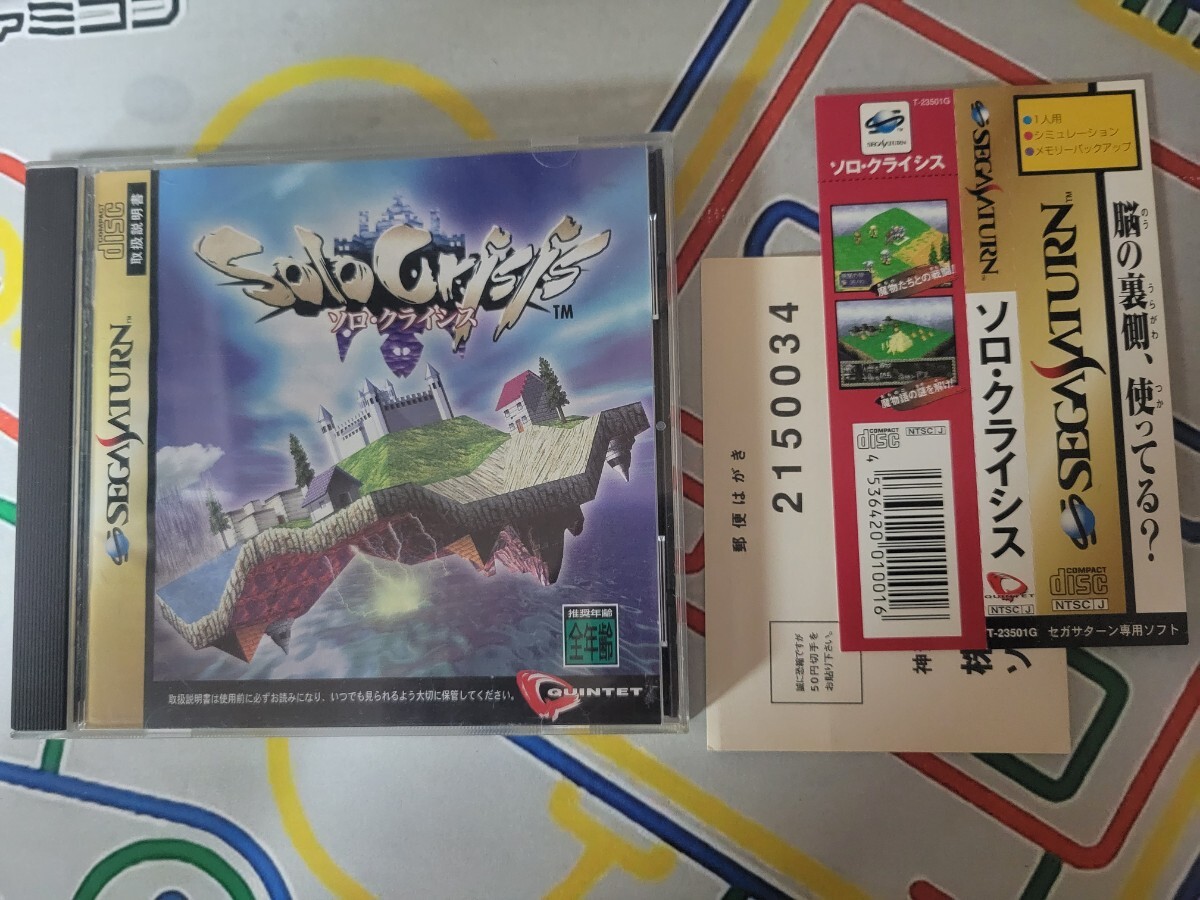 アミコン
COMPACT
disc
取扱説明書
SEGA SATURN™
Solo Crisis
TM
ソロ・クライシス
推奨年齢
全年齢
取扱説明書は使用前に必ずお読みになり、いつでも見られるよう大切に保管してください。
QUINTET
郵便はがき
2150034
誠に恐縮ですが
50円切手を
お貼り下さい。
神
株
ソ
T-23501G
SEGA SATURN
ソロ・クライシス
魔物たちとの戦闘!
魔物語の謎を解け!
COMPACT
disc
NTSC J
4 536420 010016
SEGA SATURN™
ソロ・クライシス
QUINTET
NTSC J
T-23501G
1人用
シミュレーション
メモリーバックアップ
SEGA SATURN™
COMPACT
disc
NTSC J
脳の裏側、使ってる?
のう うらがわ つか
セガサターン専用ソフト